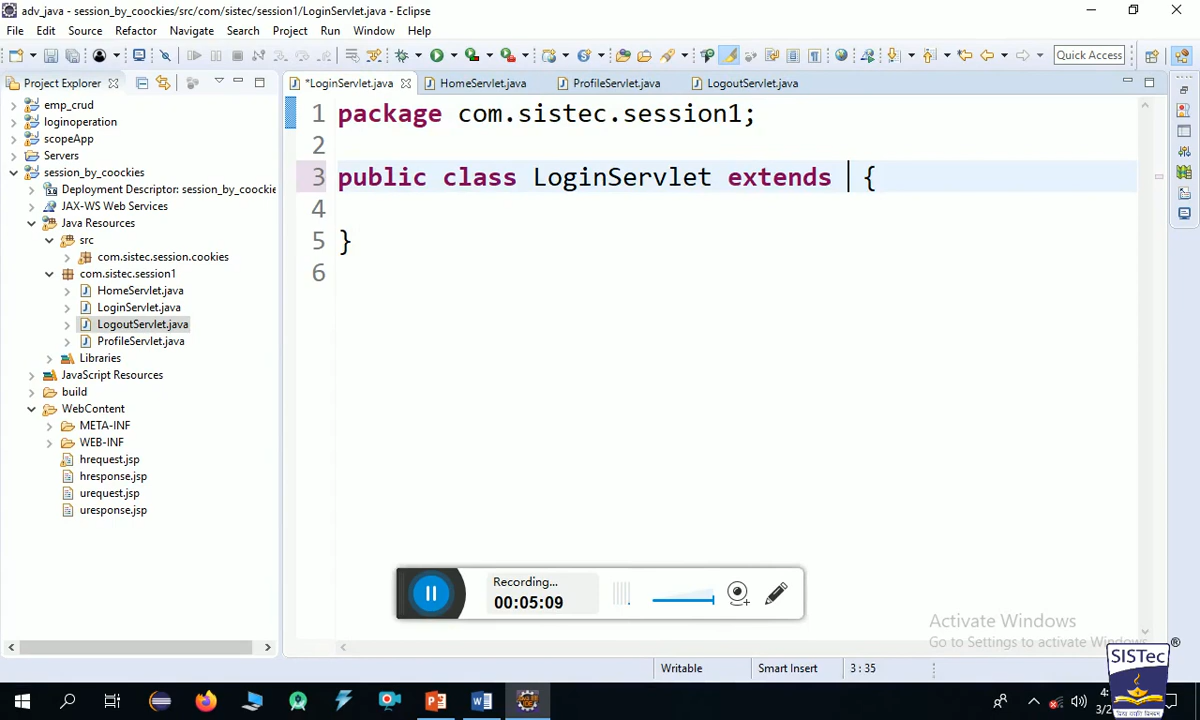 adv_java - session_by_coockies/src/com/sistec/session1/LoginServlet.java - Eclipse
File Edit Source Refactor Navigate Search Project Run Window Help
Quick Access
Project Explorer
*LoginServlet.java HomeServlet.java ProfileServlet.java LogoutServlet.java
emp_crud
loginoperation
scopeApp
Servers
session_by_coockies
Deployment Descriptor: session_by_coockie
JAX-WS Web Services
Java Resources
src
com.sistec.session.cookies
com.sistec.session1
HomeServlet.java
LoginServlet.java
LogoutServlet.java
ProfileServlet.java
Libraries
JavaScript Resources
build
WebContent
META-INF
WEB-INF
hrequest.jsp
hresponse.jsp
urequest.jsp
uresponse.jsp
1 package com.sistec.session1;
2
3 public class LoginServlet extends {
4
5 }
6
Recording...
00:05:09
Activate Windows
Go to Settings to activate Windows
SISTec
®
Writable Smart Insert 3 : 35